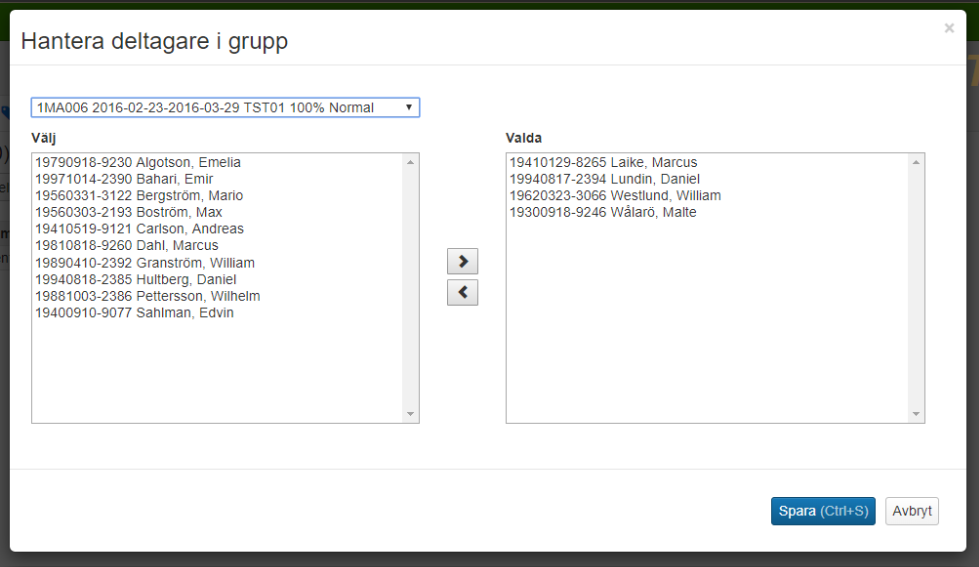 Hantera deltagare i grupp
×
1MA006 2016-02-23-2016-03-29 TST01 100% Normal
Välj
19790918-9230 Algotson, Emelia
19971014-2390 Bahari, Emir
19560331-3122 Bergström, Mario
19560303-2193 Boström, Max
19410519-9121 Carlson, Andreas
19810818-9260 Dahl, Marcus
19890410-2392 Granström, William
19940818-2385 Hultberg, Daniel
19881003-2386 Pettersson, Wilhelm
19400910-9077 Sahlman, Edvin
Valda
19410129-8265 Laike, Marcus
19940817-2394 Lundin, Daniel
19620323-3066 Westlund, William
19300918-9246 Wålarö, Malte
Spara (Ctrl+S)
Avbryt